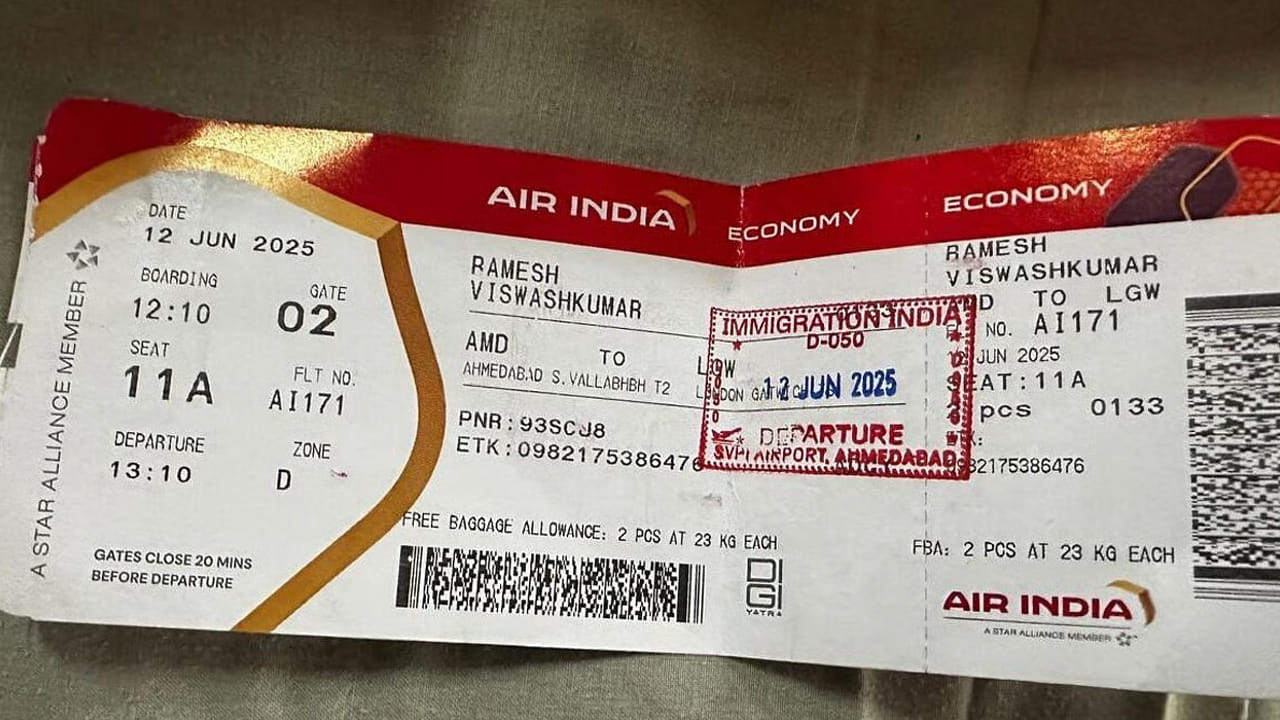 A STAR ALLIANCE MEMBER
DATE
12 JUN 2025
BOARDING
12:10
GATE
02
SEAT
11A
FLT NO.
AI171
DEPARTURE
13:10
ZONE
D
GATES CLOSE 20 MINS
BEFORE DEPARTURE
AIR INDIA
ECONOMY
RAMESH
VISWASHKUMAR
AMD TO LGW
AHMEDABAD S.VALLABHBH T2
PNR:93SCJ8
ETK:0982175386476
FREE BAGGAGE ALLOWANCE: 2 PCS AT 23 KG EACH
DIGI
YATRA
IMMIGRATION INDIA
D-050
12 JUN 2025
DEPARTURE
SVPI AIRPORT, AHMEDABAD
ECONOMY
RAMESH
VISWASHKUMAR
AMD TO LGW
NO. AI171
JUN 2025
SEAT:11A
pcs 0133
82175386476
FBA: 2 PCS AT 23 KG EACH
AIR INDIA
A STAR ALLIANCE MEMBER